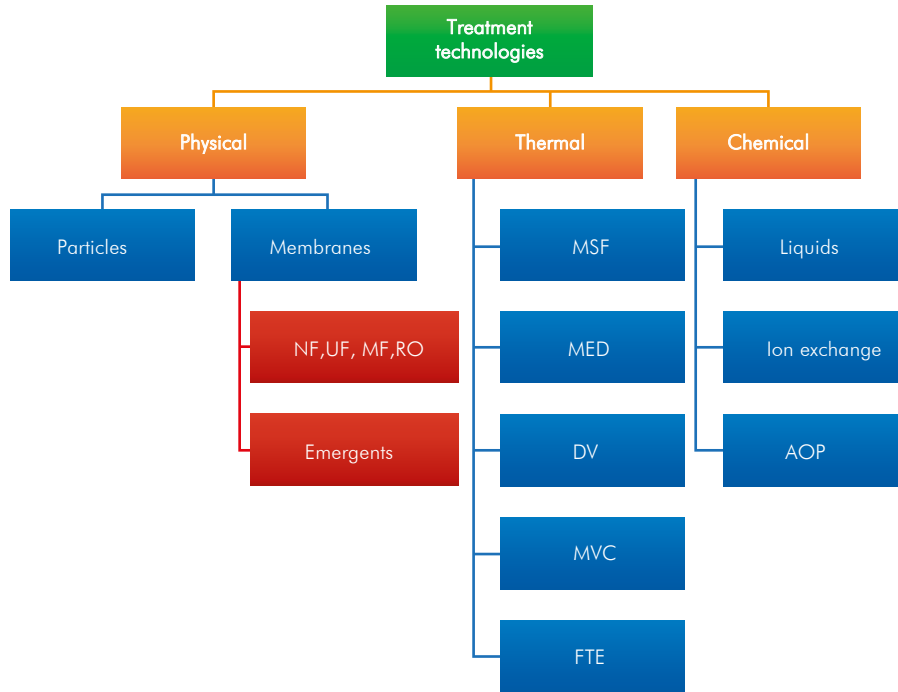 Treatment
technologies
Physical
Thermal
Chemical
Particles
Membranes
MSF
Liquids
NF,UF, MF,RO
MED
Ion exchange
Emergents
DV
AOP
MVC
FTE